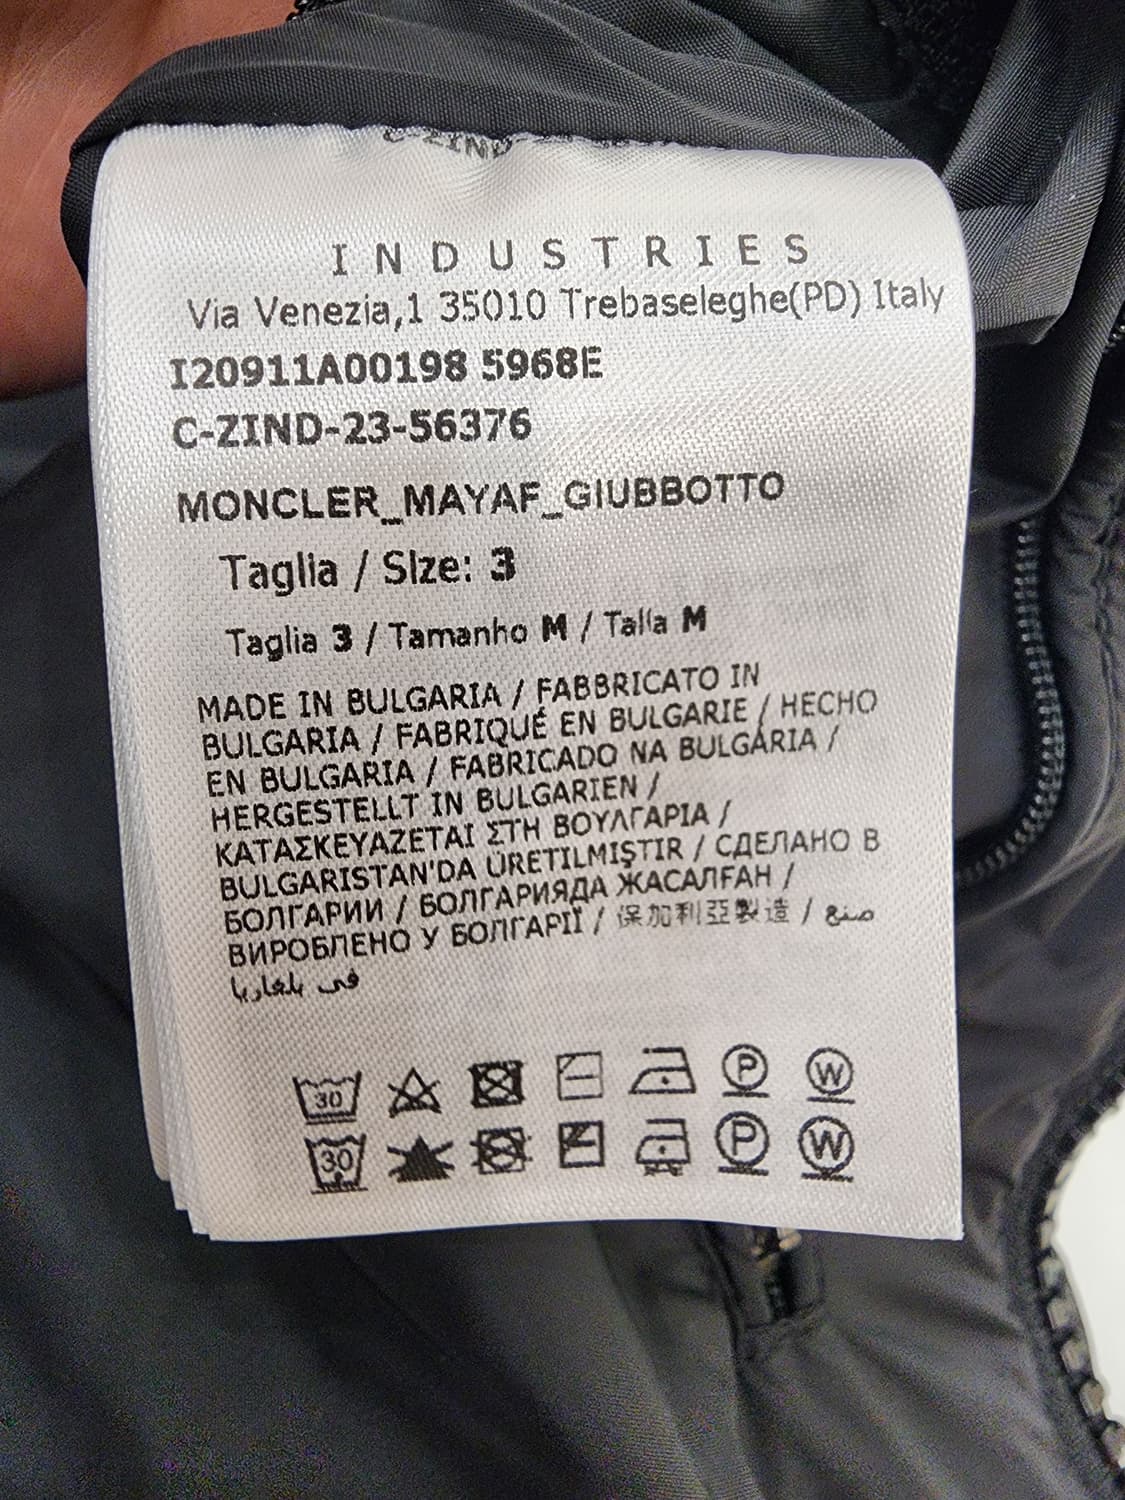 C-ZIND
INDUSTRIES
Via Venezia,1 35010 Trebaseleghe(PD) Italy
I20911A00198 5968E
C-ZIND-23-56376
MONCLER_MAYAF_GIUBBOTTO
Taglia / SIze: 3
Taglia 3 / Tamanho M / Talla M
MADE IN BULGARIA / FABBRICATO IN
BULGARIA / FABRIQUÉ EN BULGARIE / HECHO
EN BULGARIA / FABRICADO NA BULGÁRIA /
HERGESTELLT IN BULGARIEN /
ΚΑΤΑΣΚΕΥΑΖΕΤΑΙ ΣΤΗ ΒΟΥΛΓΑΡΙΑ /
BULGARISTAN'DA ÜRETILMIŞTIR / СДЕЛАНО В
БОЛГАРИИ / БОЛГАРИЯДА ЖАСАЛҒАН /
ВИРОБЛЕНО У БОЛГАРІЇ / 保加利亞製造 / صنع
في بلغاريا
30 P W
30 P W